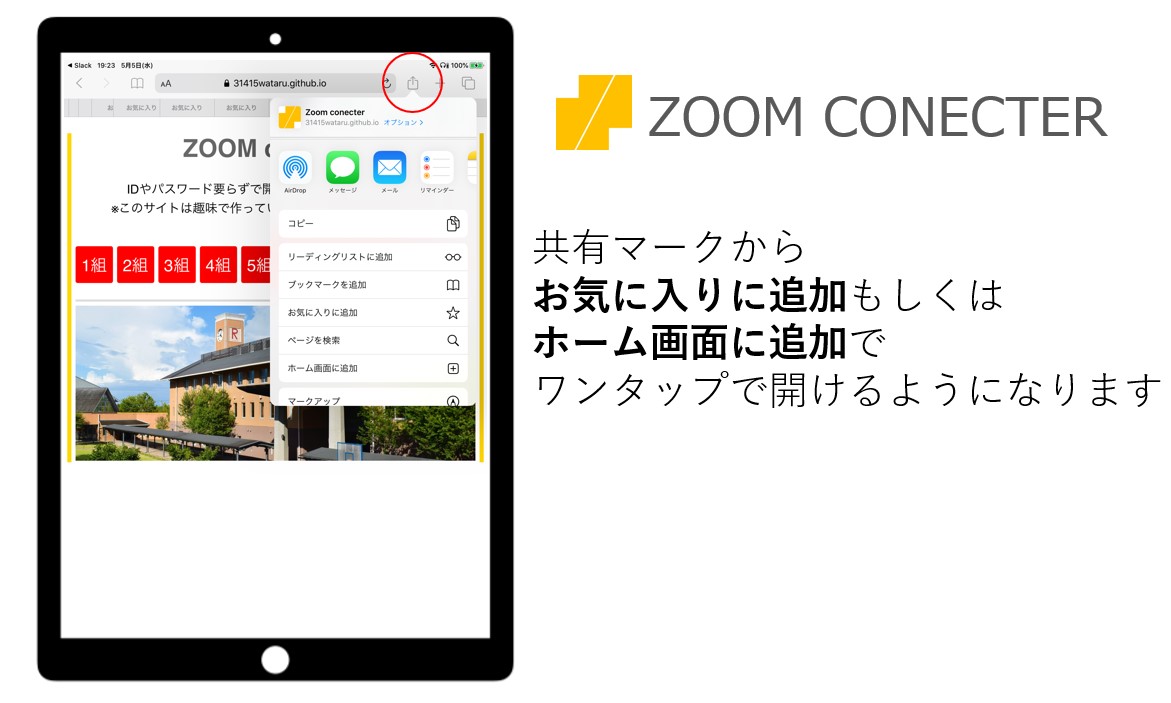 ◀ Slack 19:23 5月5日(水) 100%
AA 31415wataru.github.io
お お気に入り お気に入り お気に入り
ZOOM c
IDやパスワード要らずで開
※このサイトは趣味で作ってい
1組 2組 3組 4組 5組
R
Zoom conecter
31415wataru.github.io オプション >
AirDrop メッセージ メール リマインダー
コピー
リーディングリストに追加
ブックマークを追加
お気に入りに追加
ページを検索
ホーム画面に追加
マークアップ
ZOOM CONECTER
共有マークから
お気に入りに追加もしくは
ホーム画面に追加で
ワンタップで開けるようになります